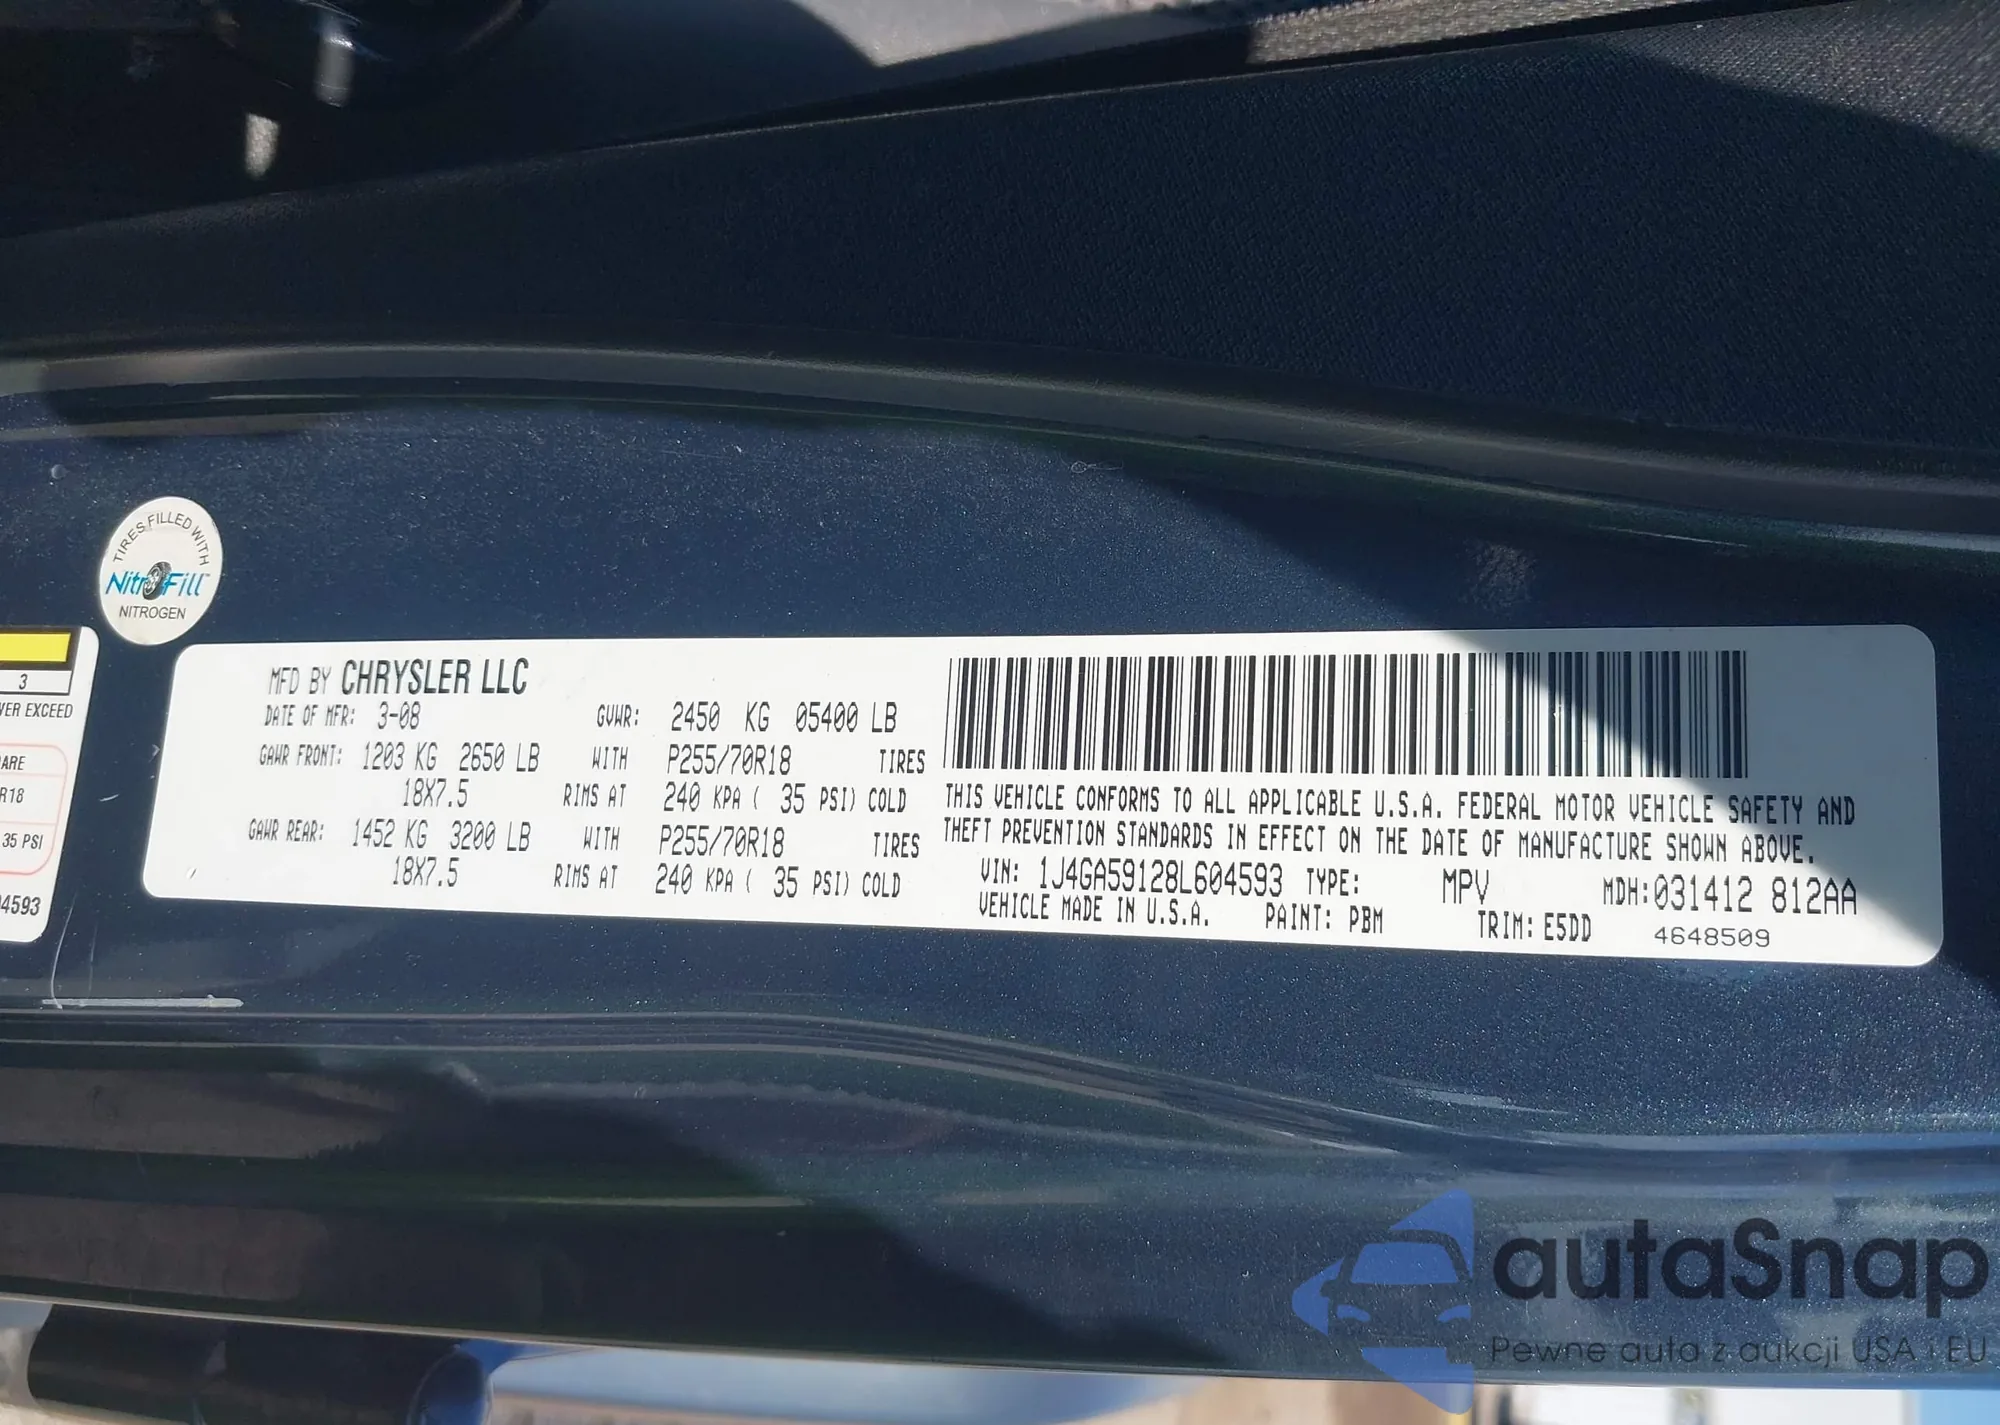 TIRES FILLED WITH
NitroFill
NITROGEN
3
VER EXCEED
ARE
R18
35 PSI
04593
MFD BY CHRYSLER LLC
DATE OF MFR: 3-08 GVWR: 2450 KG 05400 LB
GAWR FRONT: 1203 KG 2650 LB WITH P255/70R18 TIRES
18X7.5 RIMS AT 240 KPA ( 35 PSI) COLD
GAWR REAR: 1452 KG 3200 LB WITH P255/70R18 TIRES
18X7.5 RIMS AT 240 KPA ( 35 PSI) COLD
THIS VEHICLE CONFORMS TO ALL APPLICABLE U.S.A. FEDERAL MOTOR VEHICLE SAFETY AND
THEFT PREVENTION STANDARDS IN EFFECT ON THE DATE OF MANUFACTURE SHOWN ABOVE.
VIN: 1J4GA59128L604593 TYPE: MPV MDH:031412 812AA
VEHICLE MADE IN U.S.A. PAINT: PBM TRIM: E5DD 4648509
autaSnap
Pewne auta z aukcji USA i EU